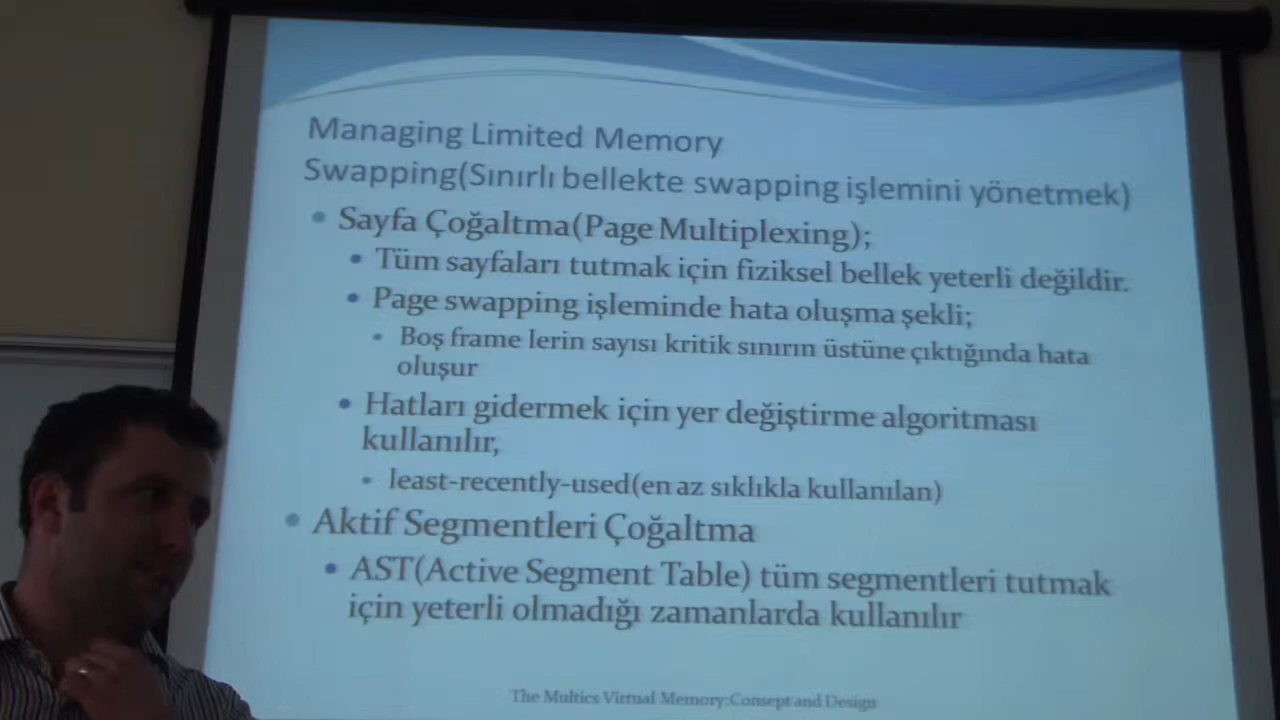 Managing Limited Memory
Swapping(Sınırlı bellekte swapping işlemini yönetmek)
Sayfa Çoğaltma(Page Multiplexing);
Tüm sayfaları tutmak için fiziksel bellek yeterli değildir.
Page swapping işleminde hata oluşma şekli;
Boş frame lerin sayısı kritik sınırın üstüne çıktığında hata
oluşur
Hatları gidermek için yer değiştirme algoritması
kullanılır,
least-recently-used(en az sıklıkla kullanılan)
Aktif Segmentleri Çoğaltma
AST(Active Segment Table) tüm segmentleri tutmak
için yeterli olmadığı zamanlarda kullanılır
The Multics Virtual Memory:Consept and Design